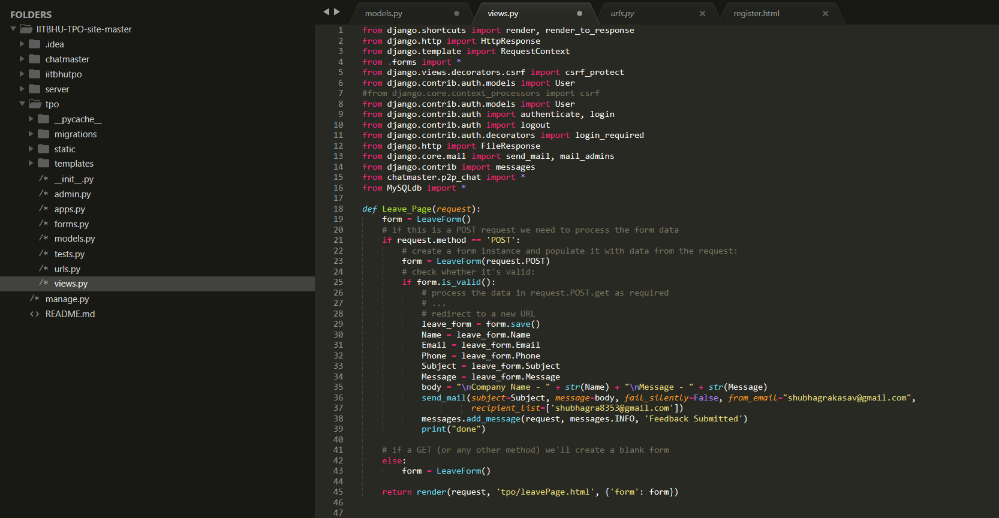 FOLDERS
IITBHU-TPO-site-master
.idea
chatmaster
iitbhutpo
server
tpo
__pycache__
migrations
static
templates
/* __init__.py
/* admin.py
/* apps.py
/* forms.py
/* models.py
/* tests.py
/* urls.py
/* views.py
/* manage.py
<> README.md
models.py views.py urls.py register.html
1 from django.shortcuts import render, render_to_response
2 from django.http import HttpResponse
3 from django.template import RequestContext
4 from .forms import *
5 from django.views.decorators.csrf import csrf_protect
6 from django.contrib.auth.models import User
7 #from django.core.context_processors import csrf
8 from django.contrib.auth.models import User
9 from django.contrib.auth import authenticate, login
10 from django.contrib.auth import logout
11 from django.contrib.auth.decorators import login_required
12 from django.http import FileResponse
13 from django.core.mail import send_mail, mail_admins
14 from django.contrib import messages
15 from chatmaster.p2p_chat import *
16 from MySQLdb import *
17
18 def Leave_Page(request):
19     form = LeaveForm()
20     # if this is a POST request we need to process the form data
21     if request.method == 'POST':
22         # create a form instance and populate it with data from the request:
23         form = LeaveForm(request.POST)
24         # check whether it's valid:
25         if form.is_valid():
26             # process the data in request.POST.get as required
27             # ...
28             # redirect to a new URL
29             leave_form = form.save()
30             Name = leave_form.Name
31             Email = leave_form.Email
32             Phone = leave_form.Phone
33             Subject = leave_form.Subject
34             Message = leave_form.Message
35             body = "\nCompany Name - " + str(Name) + "\nMessage - " + str(Message)
36             send_mail(subject=Subject, message=body, fail_silently=False, from_email="shubhagrakasav@gmail.com",
37                       recipient_list=['shubhagra8353@gmail.com'])
38             messages.add_message(request, messages.INFO, 'Feedback Submitted')
39             print("done")
40
41     # if a GET (or any other method) we'll create a blank form
42     else:
43         form = LeaveForm()
44
45     return render(request, 'tpo/leavePage.html', {'form': form})
46
47